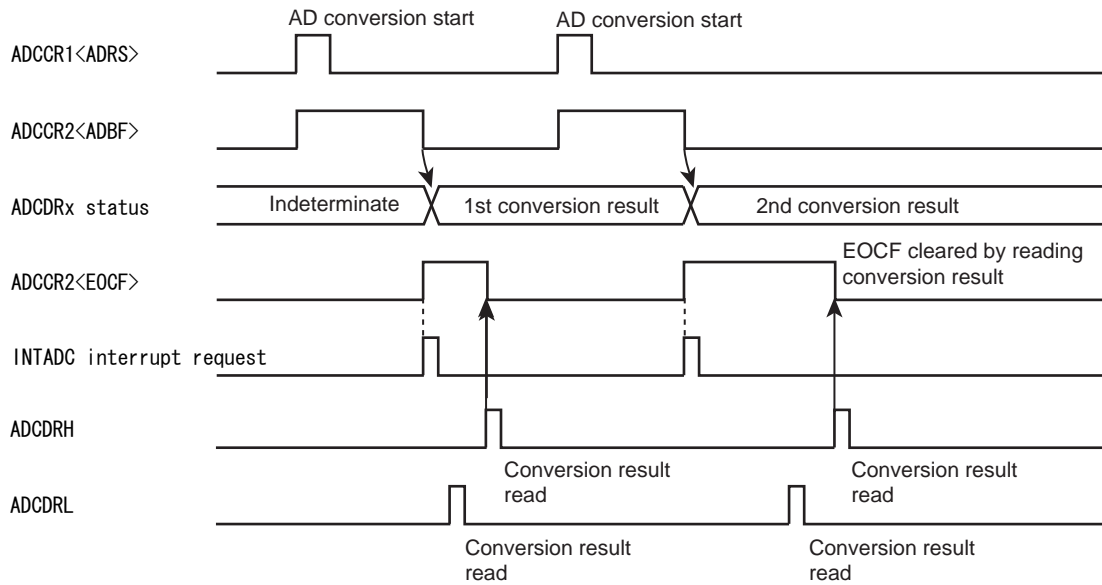 AD conversion start
AD conversion start
ADCCR1<ADRS>
ADCCR2<ADBF>
ADCDRx status
Indeterminate
1st conversion result
2nd conversion result
EOCF cleared by reading
conversion result
ADCCR2<EOCF>
INTADC interrupt request
ADCDRH
Conversion result
read
Conversion result
read
ADCDRL
Conversion result
read
Conversion result
read